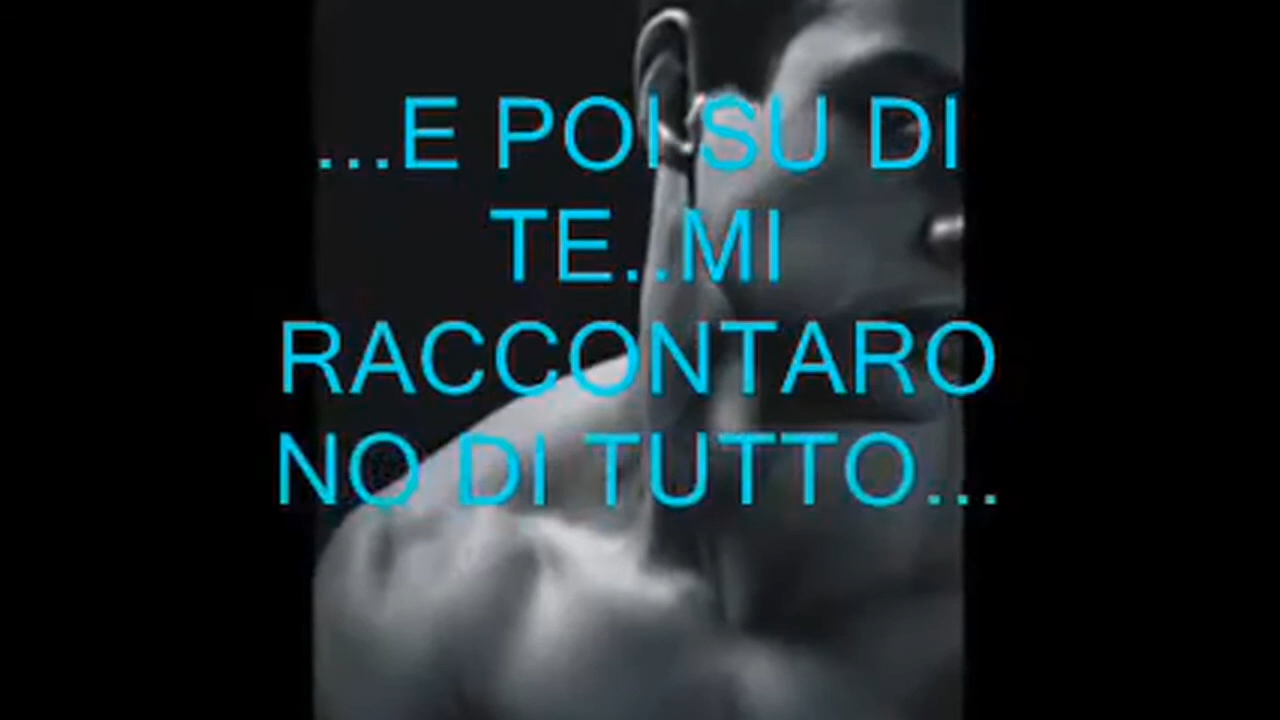 ...E POI SU DI
TE..MI
RACCONTARO
NO DI TUTTO...